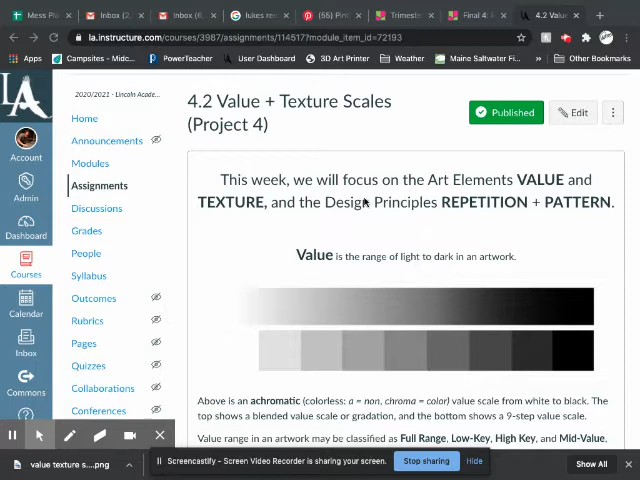 Mess Pla
Inbox (2,
Inbox (6,
lukes rec
(55) Pin
Trimeste
Final 4:
4.2 Value
la.instructure.com/courses/3987/assignments/114517?module_item_id=72193
Apps
Campsites - Midc...
PowerTeacher
User Dashboard
3D Art Printer
Weather
Maine Saltwater Fi...
Other Bookmarks
LA
Account
Admin
Dashboard
Courses
Calendar
Inbox
Commons
2020/2021 - Lincoln Acade...
Home
Announcements
Modules
Assignments
Discussions
Grades
People
Syllabus
Outcomes
Rubrics
Pages
Quizzes
Collaborations
Conferences
4.2 Value + Texture Scales
(Project 4)
Published
Edit
This week, we will focus on the Art Elements VALUE and
TEXTURE, and the Design Principles REPETITION + PATTERN.
Value is the range of light to dark in an artwork.
Above is an achromatic (colorless: a = non, chroma = color) value scale from white to black. The
top shows a blended value scale or gradation, and the bottom shows a 9-step value scale.
Value range in artwork may be classified as Full Range, Low-Key, High Key, and Mid-Value,
value texture s....png
Screencastify - Screen Video Recorder is sharing your screen.
Stop sharing
Hide
Show All